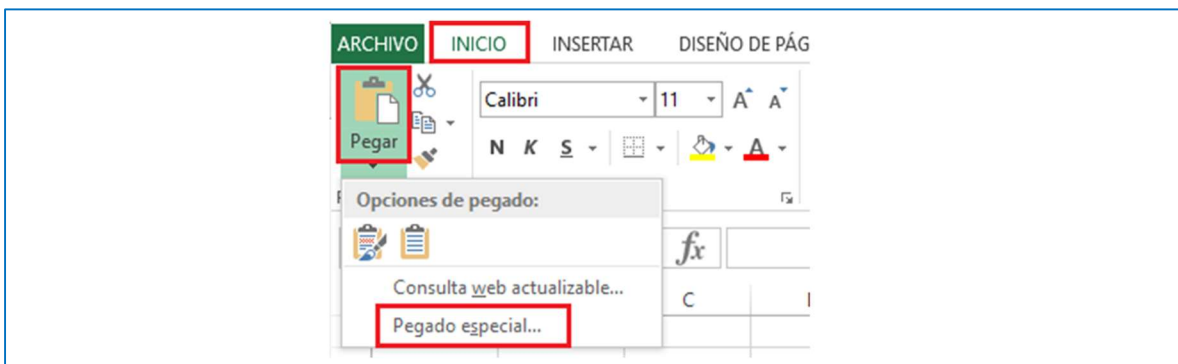 ARCHIVO INICIO INSERTAR DISEÑO DE PÁG
Calibri 11 A A
Pegar N K S A
Opciones de pegado:
fx
Consulta web actualizable...
C
Pegado especial...